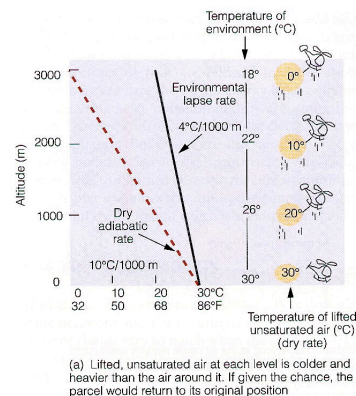 Temperature of
environment (°C)
3000
18°
0°
Environmental
lapse rate
4°C/1000 m
2000
22°
10°
Altitude (m)
26°
20°
1000
Dry
adiabatic
rate
10°C/1000 m
0
30°
30°
0 10 20 30°C
32 50 68 86°F
Temperature of lifted
unsaturated air (°C)
(dry rate)
(a) Lifted, unsaturated air at each level is colder and
heavier than the air around it. If given the chance, the
parcel would return to its original position